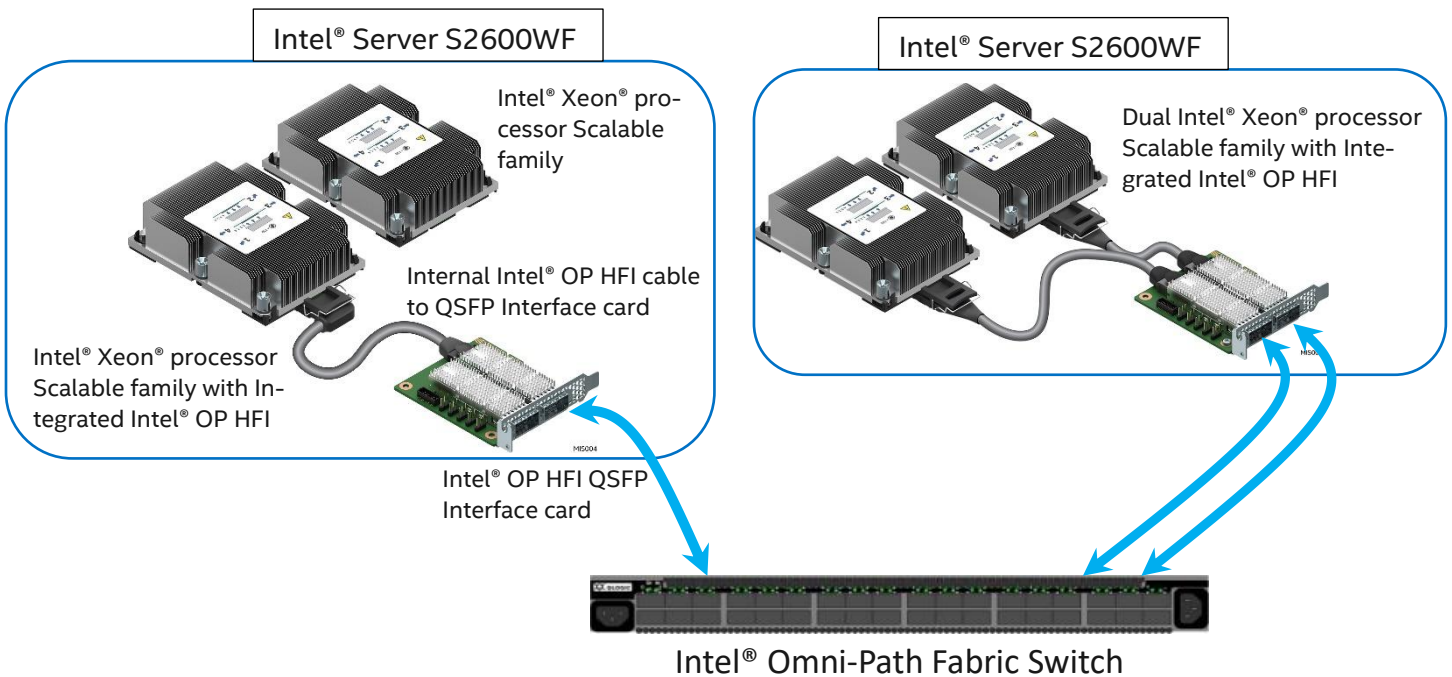 Intel® Server S2600WF
Intel® Xeon® pro-
cessor Scalable
family
Internal Intel® OP HFI cable
to QSFP Interface card
Intel® Xeon® processor
Scalable family with In-
tegrated Intel® OP HFI
MIS004
Intel® OP HFI QSFP
Interface card
Intel® Server S2600WF
Dual Intel® Xeon® processor
Scalable family with Inte-
grated Intel® OP HFI
QLOGIC
Intel® Omni-Path Fabric Switch